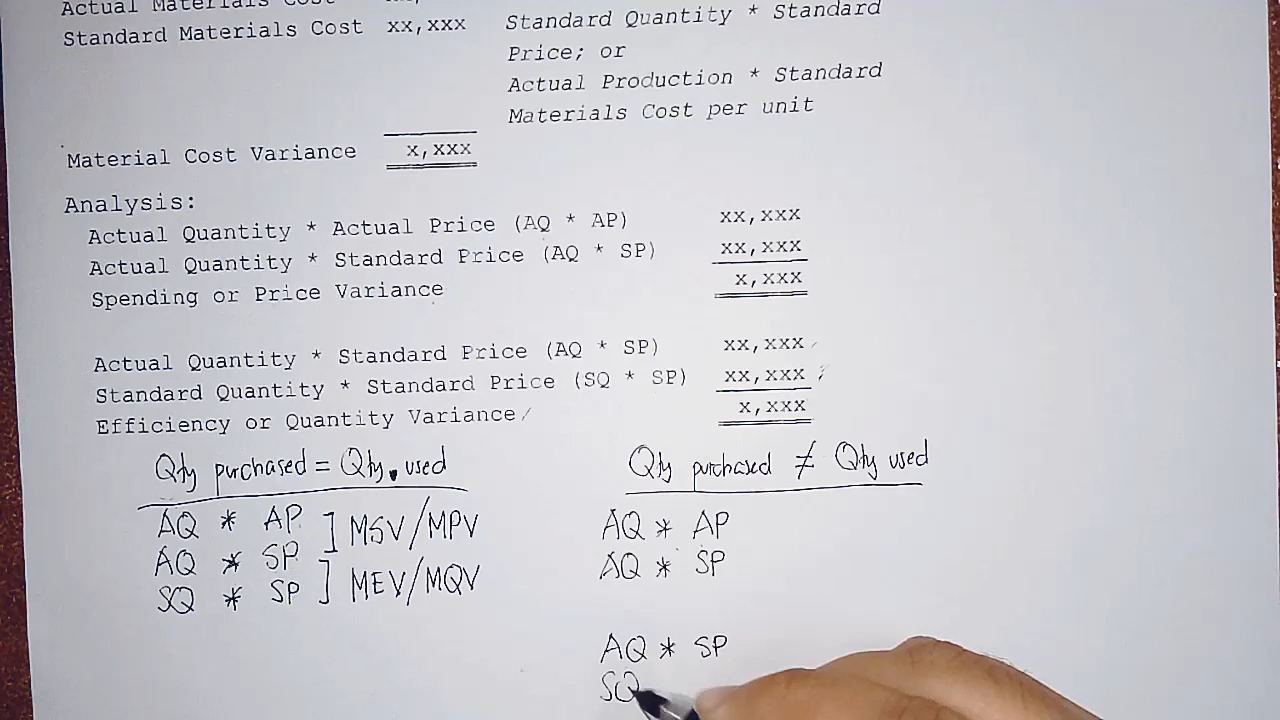 Actual Materials Cost
Standard Materials Cost xx,xxx Standard Quantity * Standard
Price; or
Actual Production * Standard
Materials Cost per unit
Material Cost Variance x,xxx
Analysis:
Actual Quantity * Actual Price (AQ * AP) xx,xxx
Actual Quantity * Standard Price (AQ * SP) xx,xxx
Spending or Price Variance x,xxx
Actual Quantity * Standard Price (AQ * SP) xx,xxx
Standard Quantity * Standard Price (SQ * SP) xx,xxx
Efficiency or Quantity Variance x,xxx
Qty purchased = Qty. used
AQ * AP ] MSV/MPV
AQ * SP
SQ * SP ] MEV/MQV
Qty purchased ≠ Qty used
AQ * AP
AQ * SP
AQ * SP
SQ